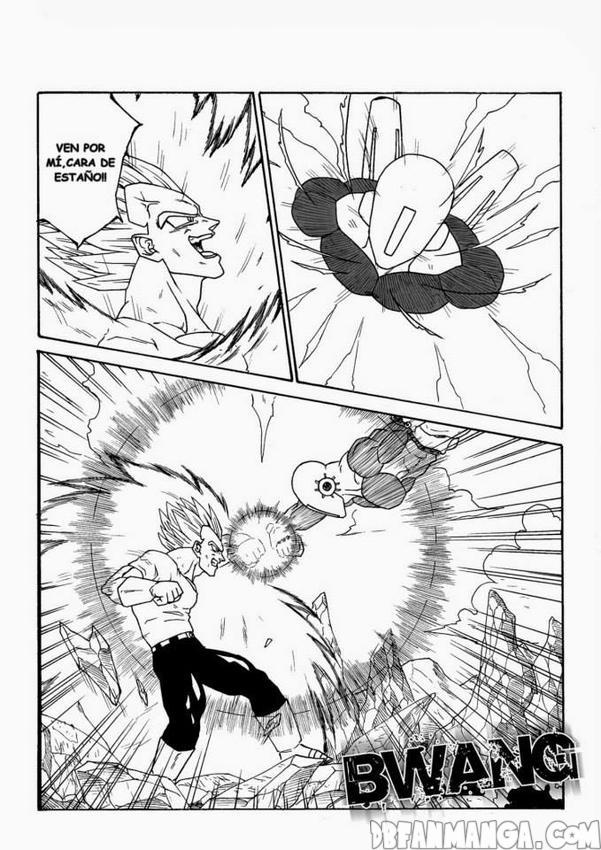 VEN POR
MÍ,CARA DE
ESTAÑO!!
BWANG
DBFANMANGA.COM